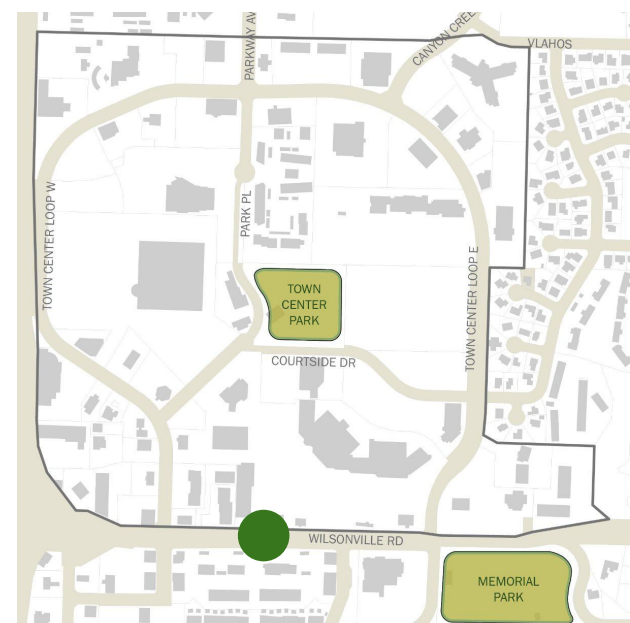 VLAHOS
CANYON CREE
PARKWAY AV
TOWN CENTER LOOP W
PARK PL
TOWN CENTER LOOP E
TOWN
CENTER
PARK
COURTSIDE DR
WILSONVILLE RD
MEMORIAL
PARK